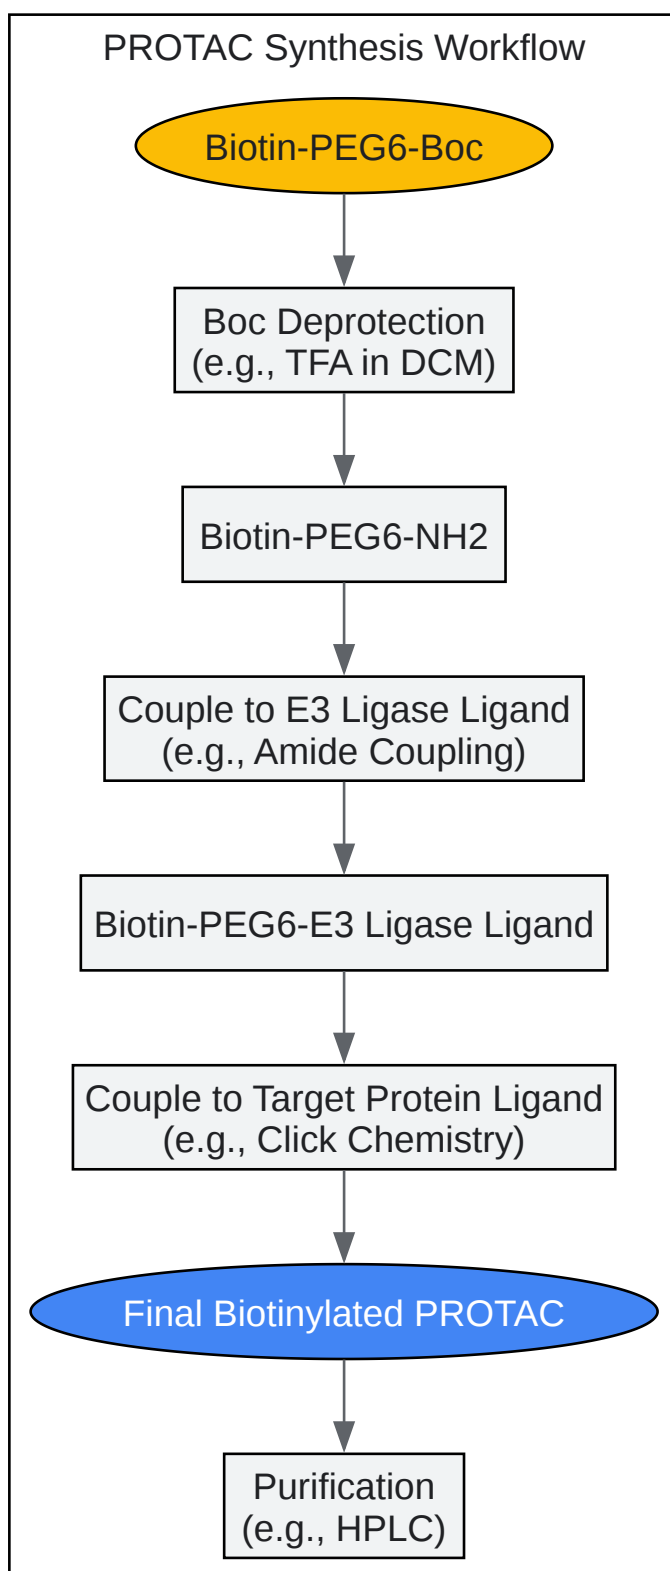 PROTAC Synthesis Workflow
Biotin-PEG6-Boc
Boc Deprotection
(e.g., TFA in DCM)
Biotin-PEG6-NH2
Couple to E3 Ligase Ligand
(e.g., Amide Coupling)
Biotin-PEG6-E3 Ligase Ligand
Couple to Target Protein Ligand
(e.g., Click Chemistry)
Final Biotinylated PROTAC
Purification
(e.g., HPLC)